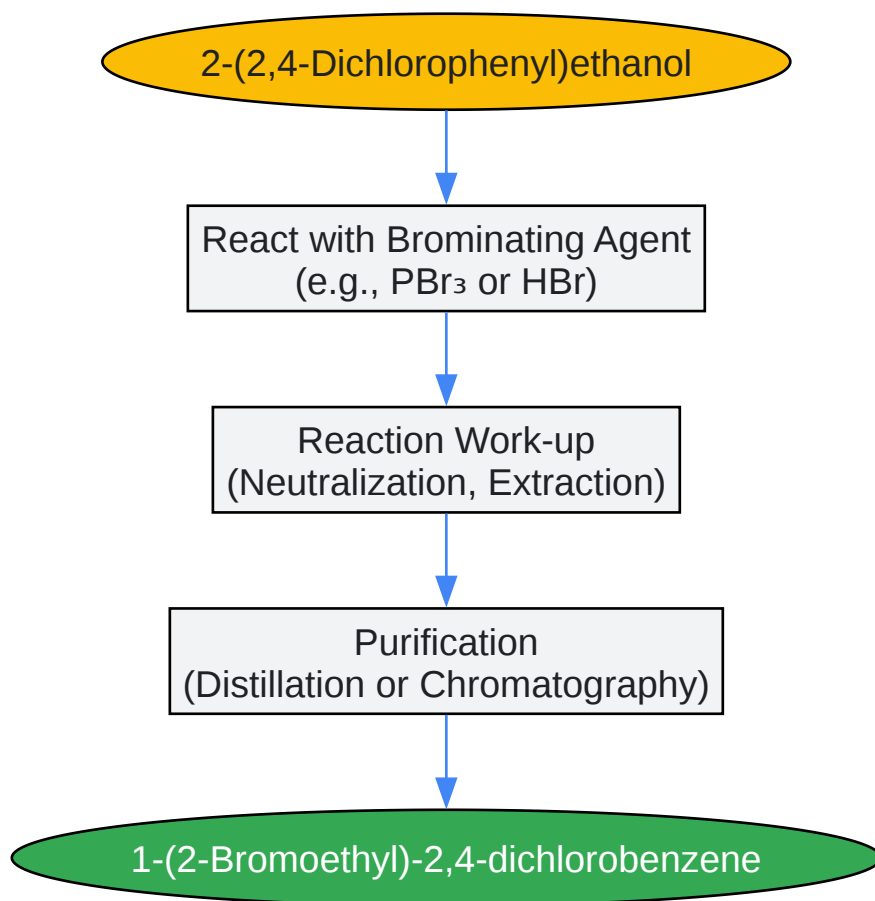 2-(2,4-Dichlorophenyl)ethanol
React with Brominating Agent
(e.g., PBr₃ or HBr)
Reaction Work-up
(Neutralization, Extraction)
Purification
(Distillation or Chromatography)
1-(2-Bromoethyl)-2,4-dichlorobenzene